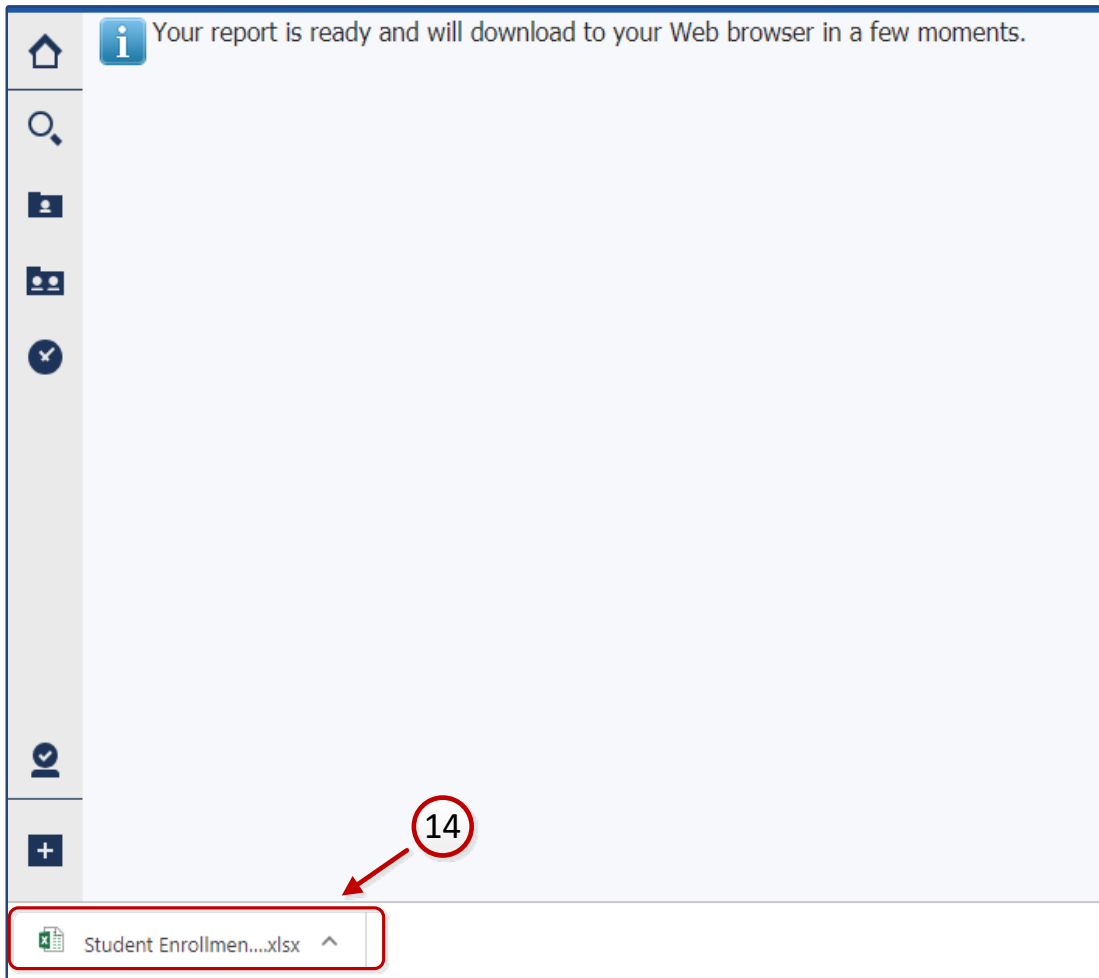 Your report is ready and will download to your Web browser in a few moments.
14
Student Enrollmen....xlsx